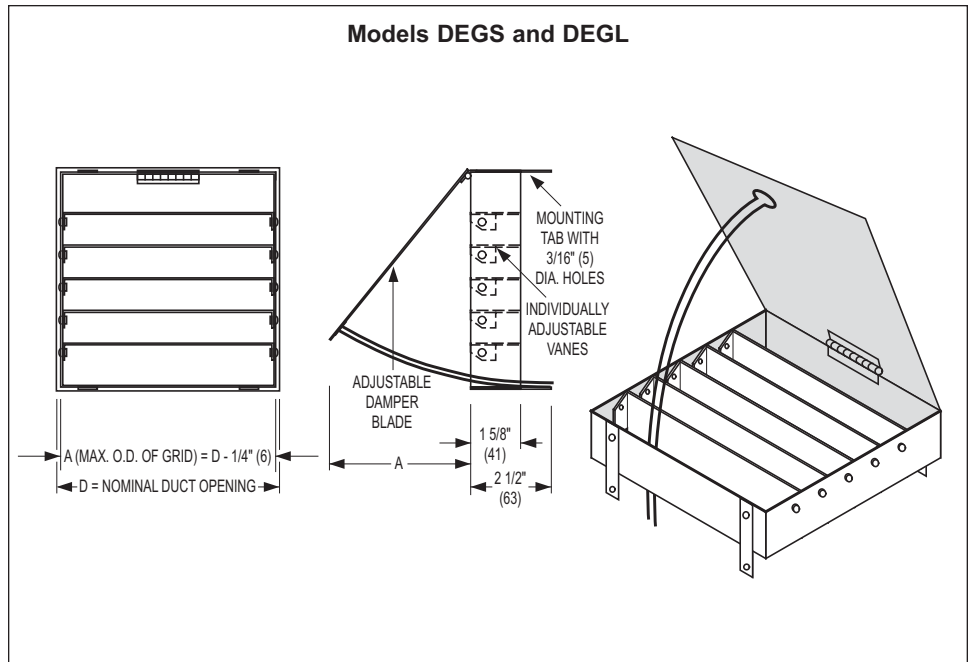 Models DEGS and DEGL
A (MAX. O.D. OF GRID) = D - 1/4" (6)
D = NOMINAL DUCT OPENING
MOUNTING
TAB WITH
3/16" (5)
DIA. HOLES
INDIVIDUALLY
ADJUSTABLE
VANES
ADJUSTABLE
DAMPER
BLADE
A
1 5/8"
(41)
2 1/2"
(63)